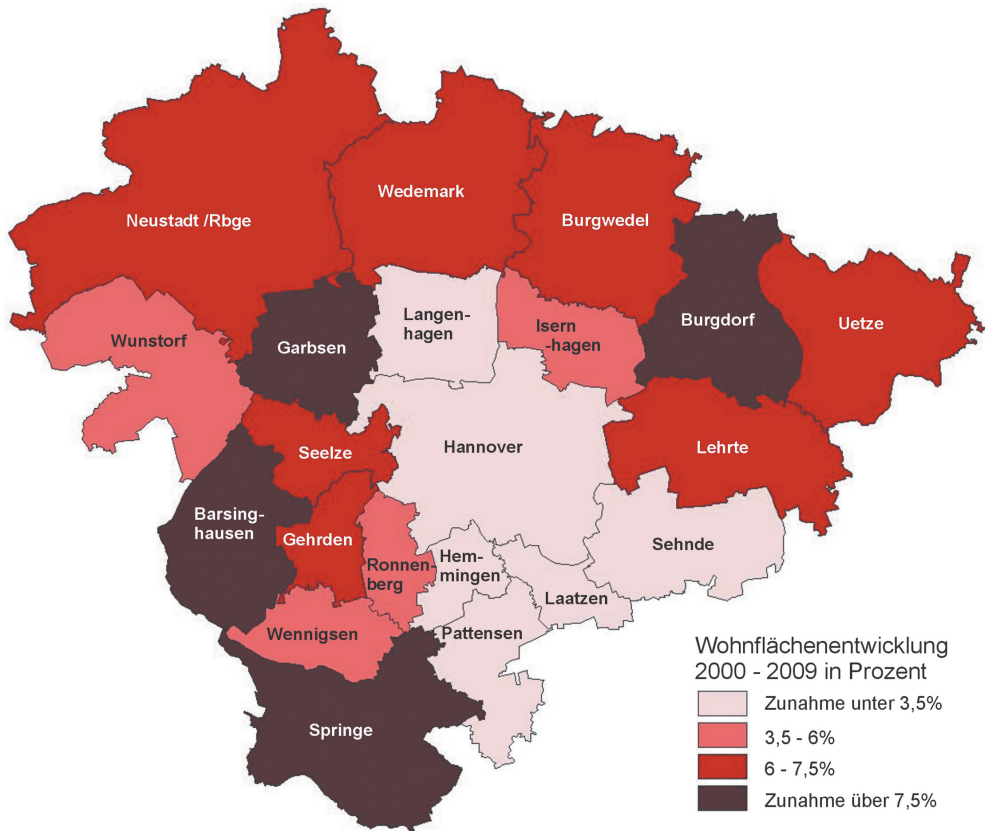 Wedemark
Neustadt /Rbge
Burgwedel
Langen-
hagen
Isern
-hagen
Burgdorf
Uetze
Wunstorf
Garbsen
Hannover
Lehrte
Seelze
Barsing-
hausen
Gehrden
Ronnen-
berg
Hem-
mingen
Sehnde
Laatzen
Wennigsen
Pattensen
Springe
Wohnflächenentwicklung
2000 - 2009 in Prozent
Zunahme unter 3,5%
3,5 - 6%
6 - 7,5%
Zunahme über 7,5%